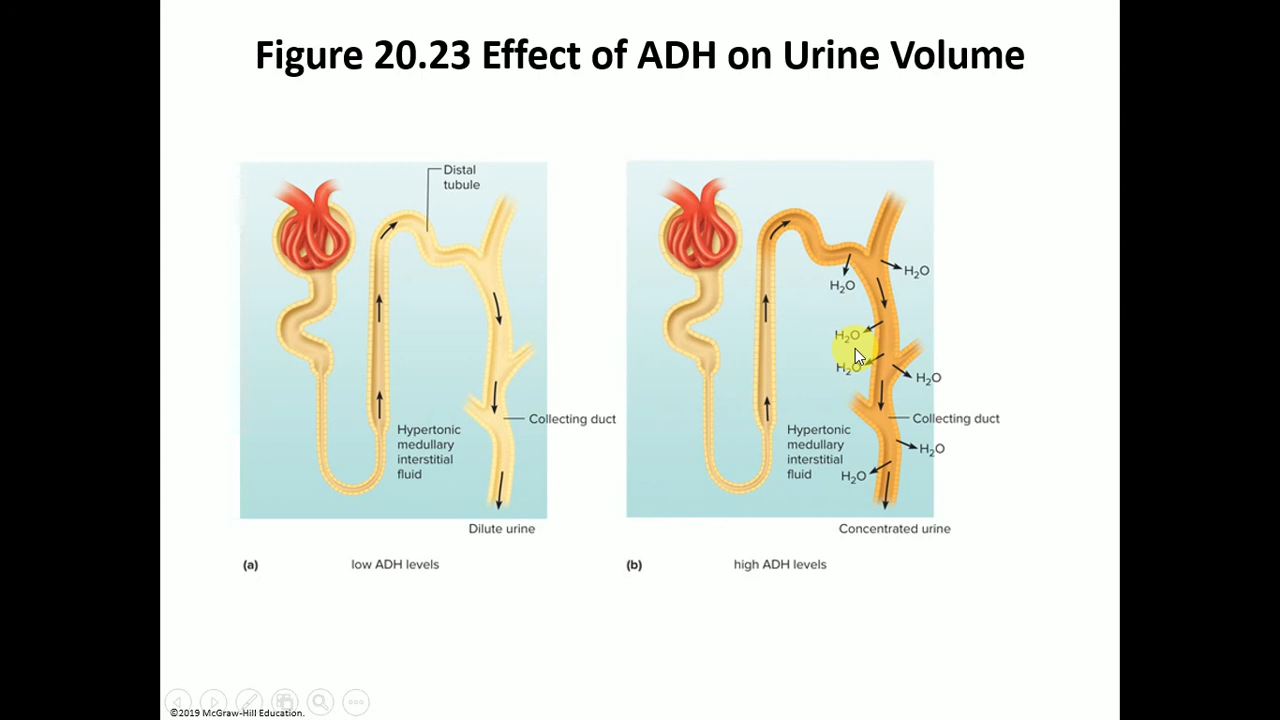 Figure 20.23 Effect of ADH on Urine Volume
Distal
tubule
Collecting duct
Hypertonic
medullary
interstitial
fluid
Dilute urine
(a) low ADH levels
H₂O
H₂O
H₂O
H₂O
H₂O
Collecting duct
Hypertonic
medullary
interstitial
fluid
H₂O
H₂O
Concentrated urine
(b) high ADH levels
©2019 McGraw-Hill Education.